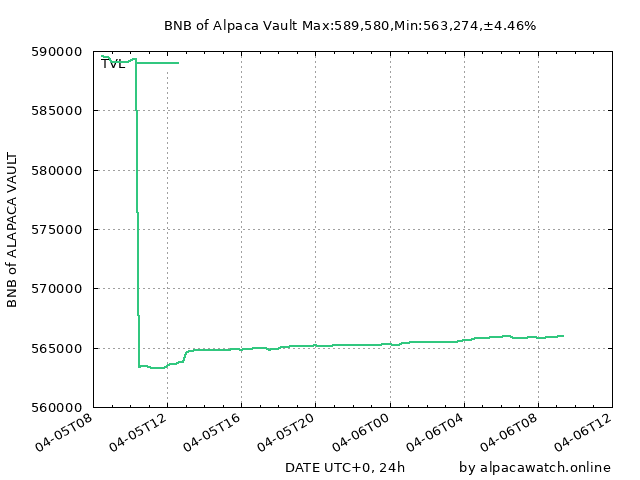 BNB of Alpaca Vault Max:589,580,Min:563,274,±4.46%
590000
585000
580000
575000
570000
565000
560000
TVL
BNB of ALAPACA VAULT
04-05T08
04-05T12
04-05T16
04-05T20
04-06T00
04-06T04
04-06T08
04-06T12
DATE UTC+0, 24h
by alpacawatch.online